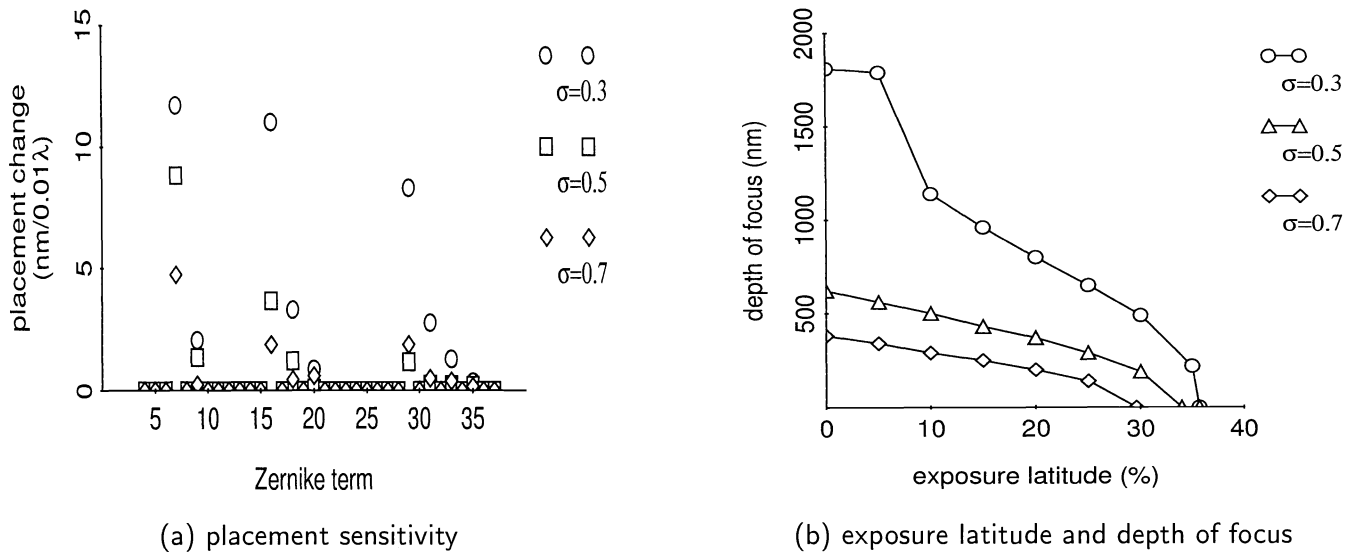 15
10
5
0
placement change
(nm/0.01λ)
5 10 15 20 25 30 35
Zernike term
σ=0.3
σ=0.5
σ=0.7
(a) placement sensitivity
2000
1500
1000
500
depth of focus (nm)
0 10 20 30 40
exposure latitude (%)
σ=0.3
σ=0.5
σ=0.7
(b) exposure latitude and depth of focus